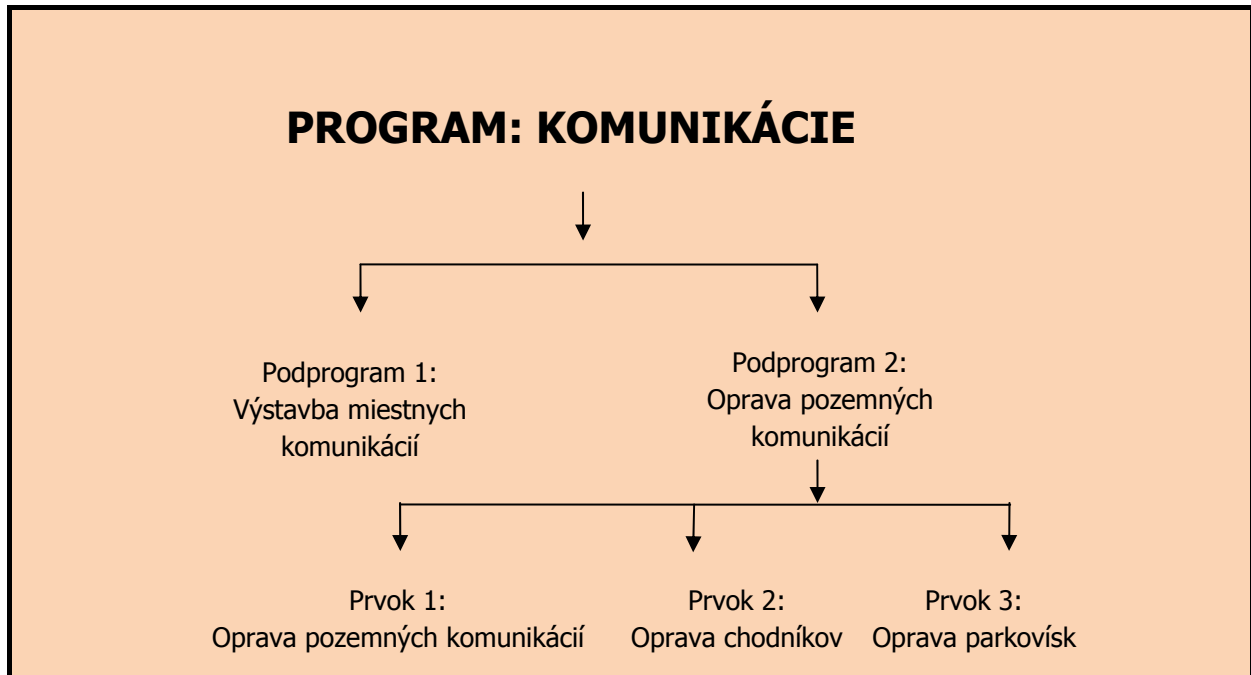 PROGRAM: KOMUNIKÁCIE
Podprogram 1:
Výstavba miestnych
komunikácií
Podprogram 2:
Oprava pozemných
komunikácií
Prvok 1:
Oprava pozemných komunikácií
Prvok 2:
Oprava chodníkov
Prvok 3:
Oprava parkovísk